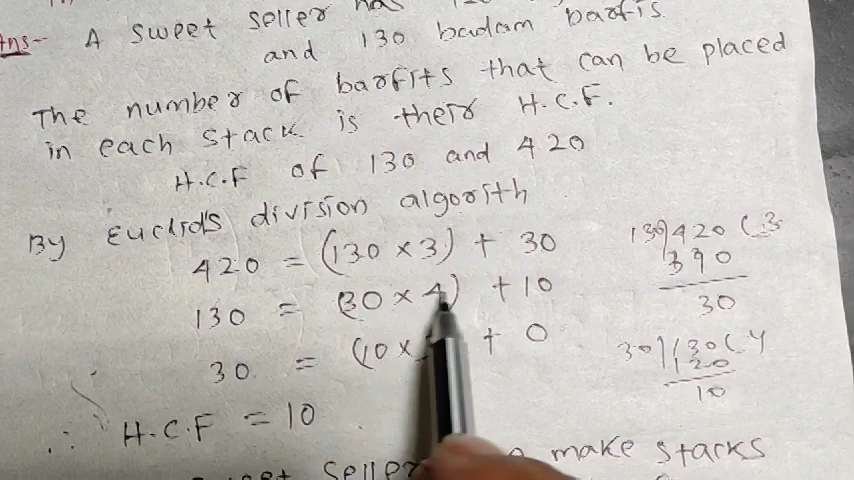 Ans:- A sweet seller has
and 130 badam barfis.
The number of barfits that can be placed
in each stack is their H.C.F.
H.C.F of 130 and 420
By Euclid's division algorith
420 = (130 x 3) + 30
130 = (30 x 4) + 10
30 = (10 x + 0
∴ H.C.F = 10
seller make stacks
130)420(3
390
30
30)130(4
120
10